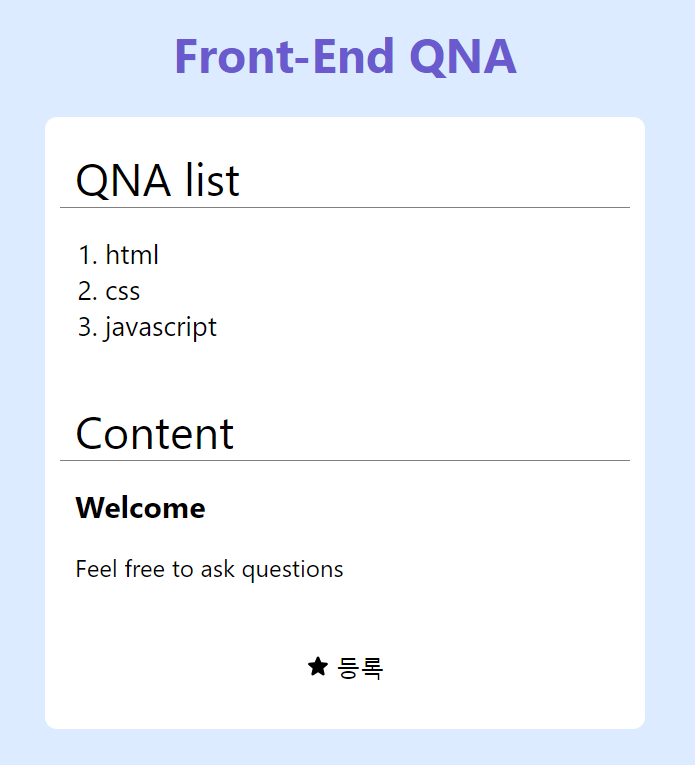 Front-End QNA
QNA list
1. html
2. css
3. javascript
Content
Welcome
Feel free to ask questions
★ 등록